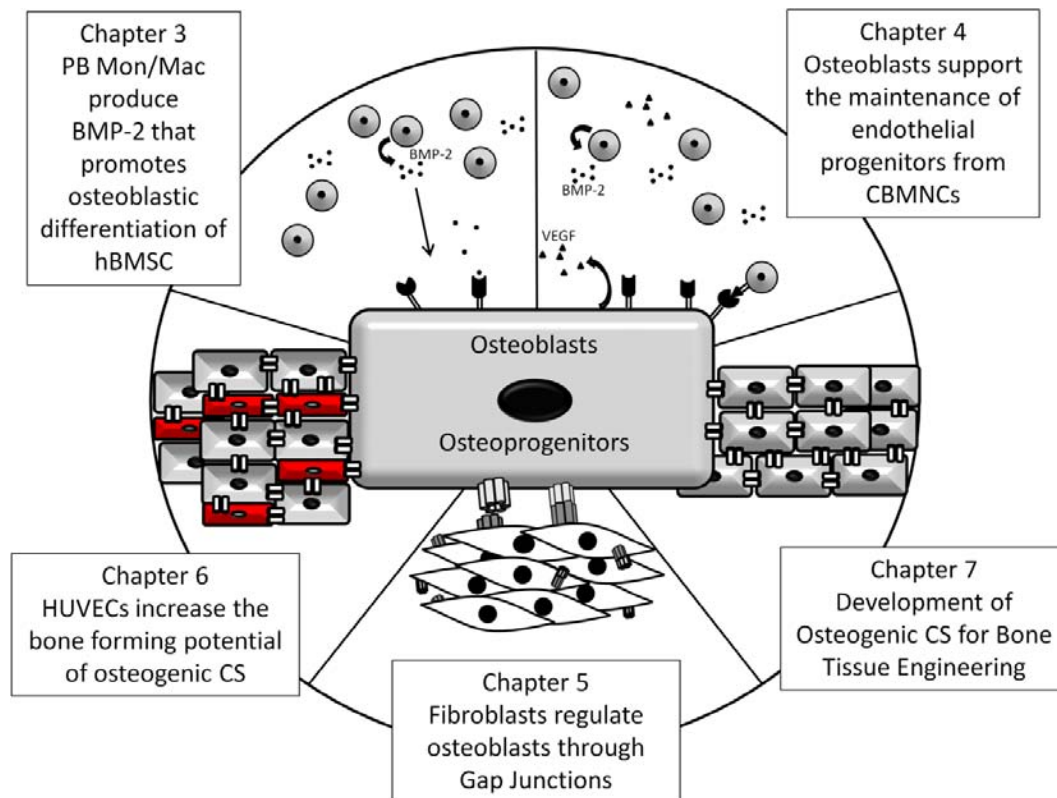 Chapter 3
PB Mon/Mac
produce
BMP-2 that
promotes
osteoblastic
differentiation of
hBMSC
Chapter 4
Osteoblasts support
the maintenance of
endothelial
progenitors from
CBMNCs
BMP-2
BMP-2
VEGF
Osteoblasts
Osteoprogenitors
Chapter 6
HUVECs increase the
bone forming potential
of osteogenic CS
Chapter 7
Development of
Osteogenic CS for Bone
Tissue Engineering
Chapter 5
Fibroblasts regulate
osteoblasts through
Gap Junctions